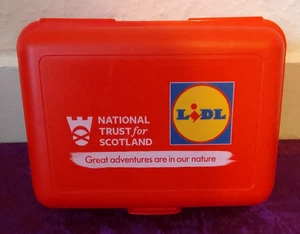 NATIONAL
TRUST for
SCOTLAND
LiDL
Great adventures are in our nature